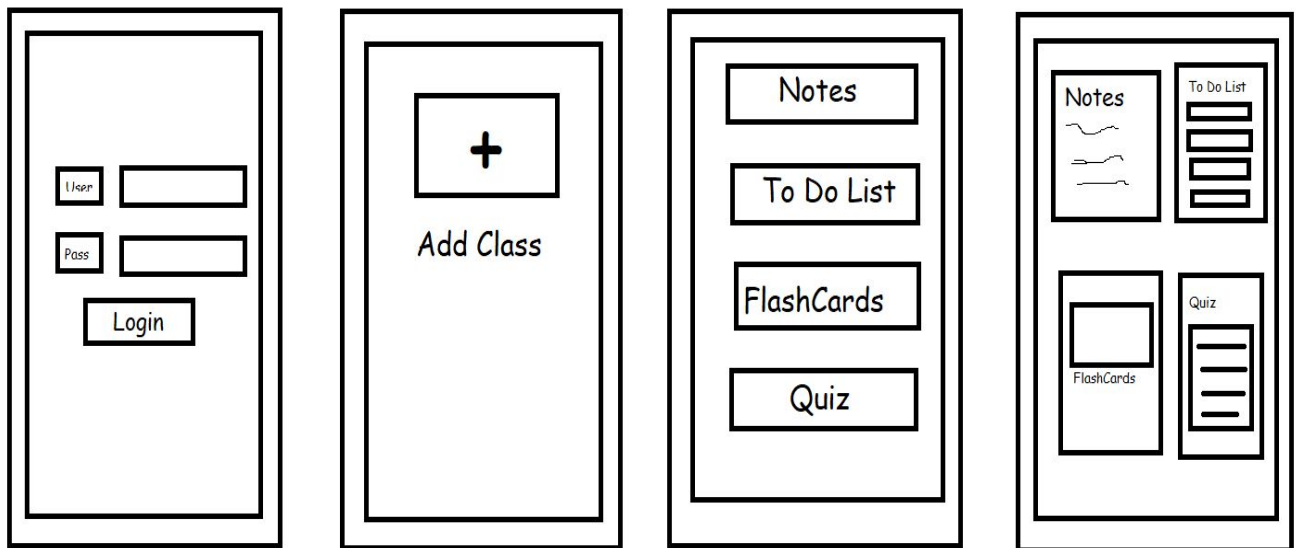 User
Pass
Login
+
Add Class
Notes
To Do List
FlashCards
Quiz
Notes
To Do List
FlashCards
Quiz